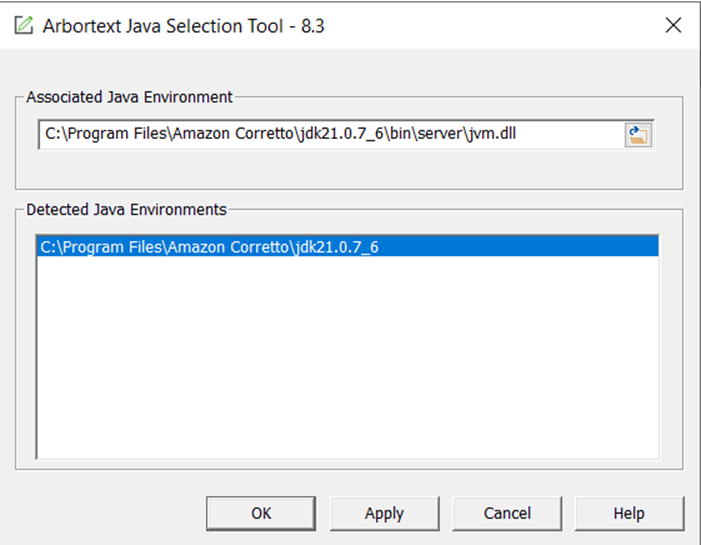 Arbortext Java Selection Tool - 8.3
Associated Java Environment
C:\Program Files\Amazon Corretto\jdk21.0.7_6\bin\server\jvm.dll
Detected Java Environments
C:\Program Files\Amazon Corretto\jdk21.0.7_6
OK Apply Cancel Help